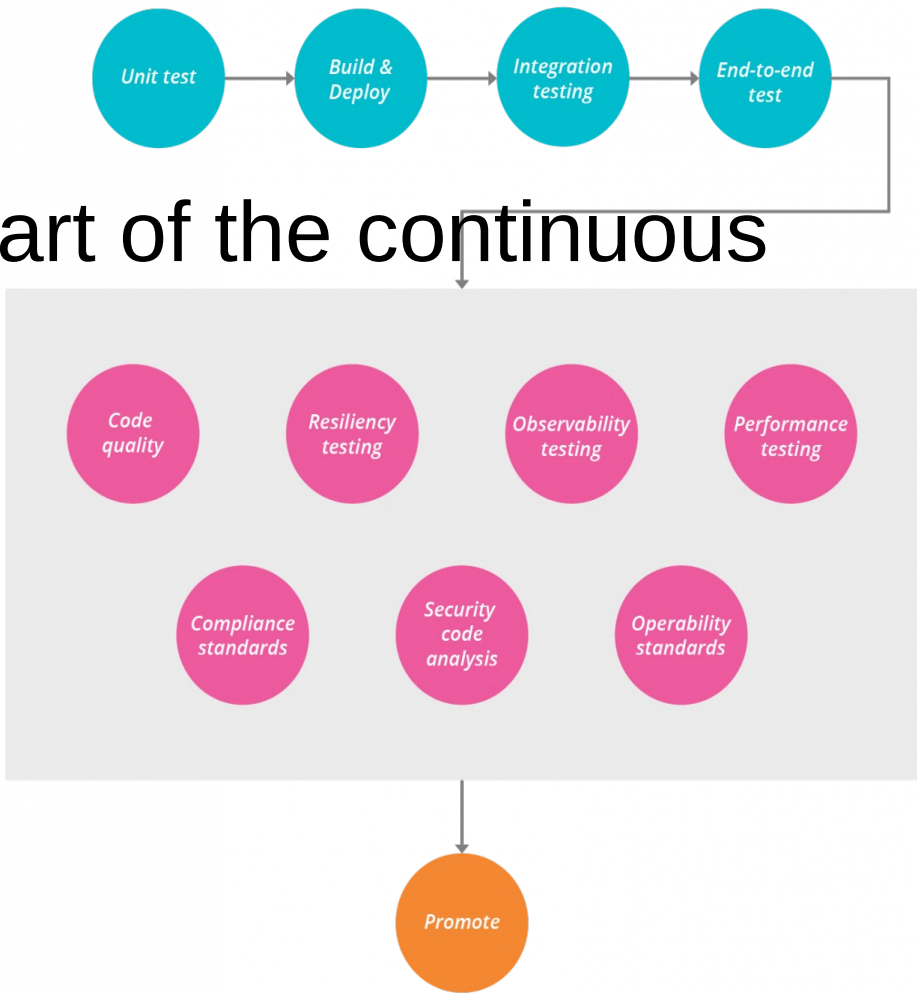 Unit test
Build &
Deploy
Integration
testing
End-to-end
test
art of the continuous
Code
quality
Resiliency
testing
Observability
testing
Performance
testing
Compliance
standards
Security
code
analysis
Operability
standards
Promote